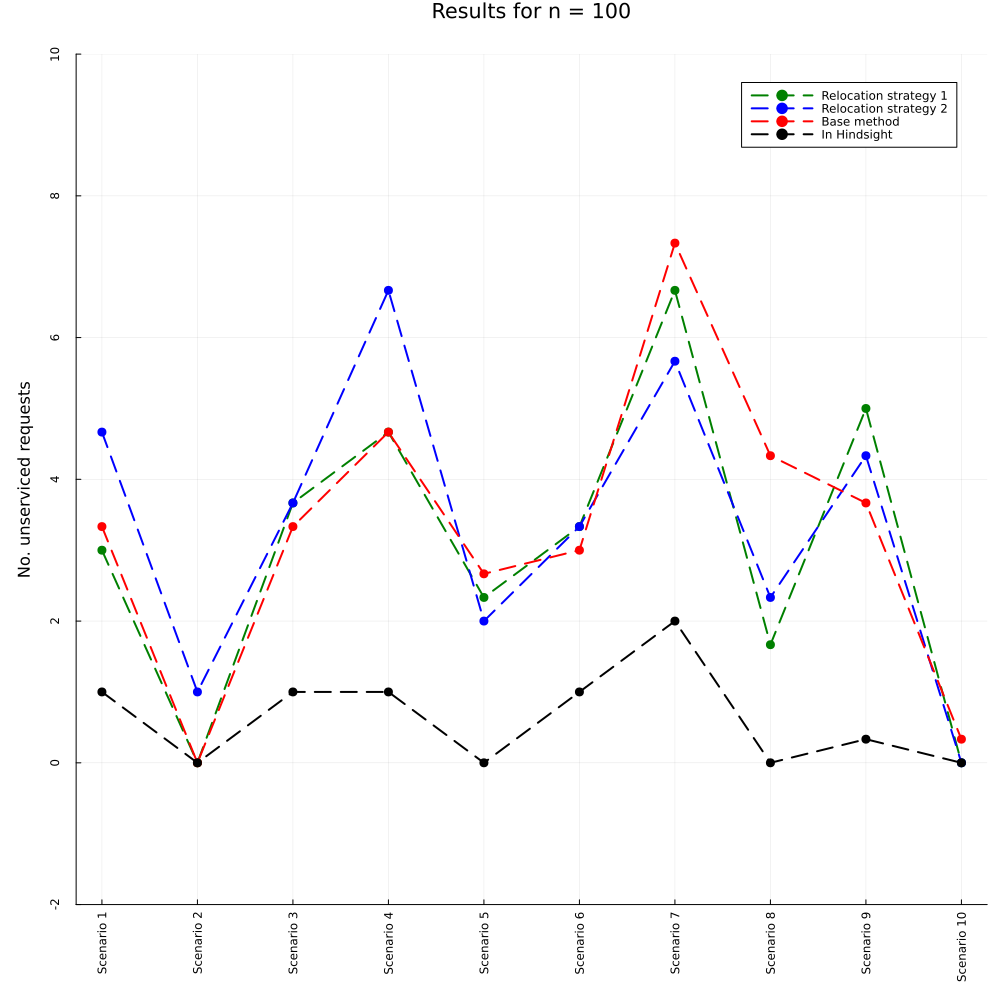 Results for n = 100
10
8
6
4
2
0
-2
No. unserviced requests
Relocation strategy 1
Relocation strategy 2
Base method
In Hindsight
Scenario 1
Scenario 2
Scenario 3
Scenario 4
Scenario 5
Scenario 6
Scenario 7
Scenario 8
Scenario 9
Scenario 10